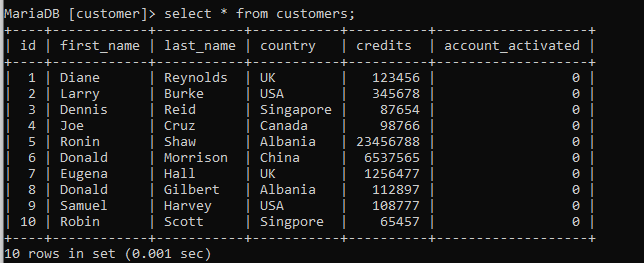 MariaDB [customer]> select * from customers;
+----+------------+-----------+-----------+----------+-------------------+
| id | first_name | last_name | country | credits | account_activated |
+----+------------+-----------+-----------+----------+-------------------+
| 1 | Diane | Reynolds | UK | 123456 | 0 |
| 2 | Larry | Burke | USA | 345678 | 0 |
| 3 | Dennis | Reid | Singapore | 87654 | 0 |
| 4 | Joe | Cruz | Canada | 98766 | 0 |
| 5 | Ronin | Shaw | Albania | 23456788 | 0 |
| 6 | Donald | Morrison | China | 6537565 | 0 |
| 7 | Eugena | Hall | UK | 1256477 | 0 |
| 8 | Donald | Gilbert | Albania | 112897 | 0 |
| 9 | Samuel | Harvey | USA | 108777 | 0 |
| 10 | Robin | Scott | Singpore | 65457 | 0 |
+----+------------+-----------+-----------+----------+-------------------+
10 rows in set (0.001 sec)